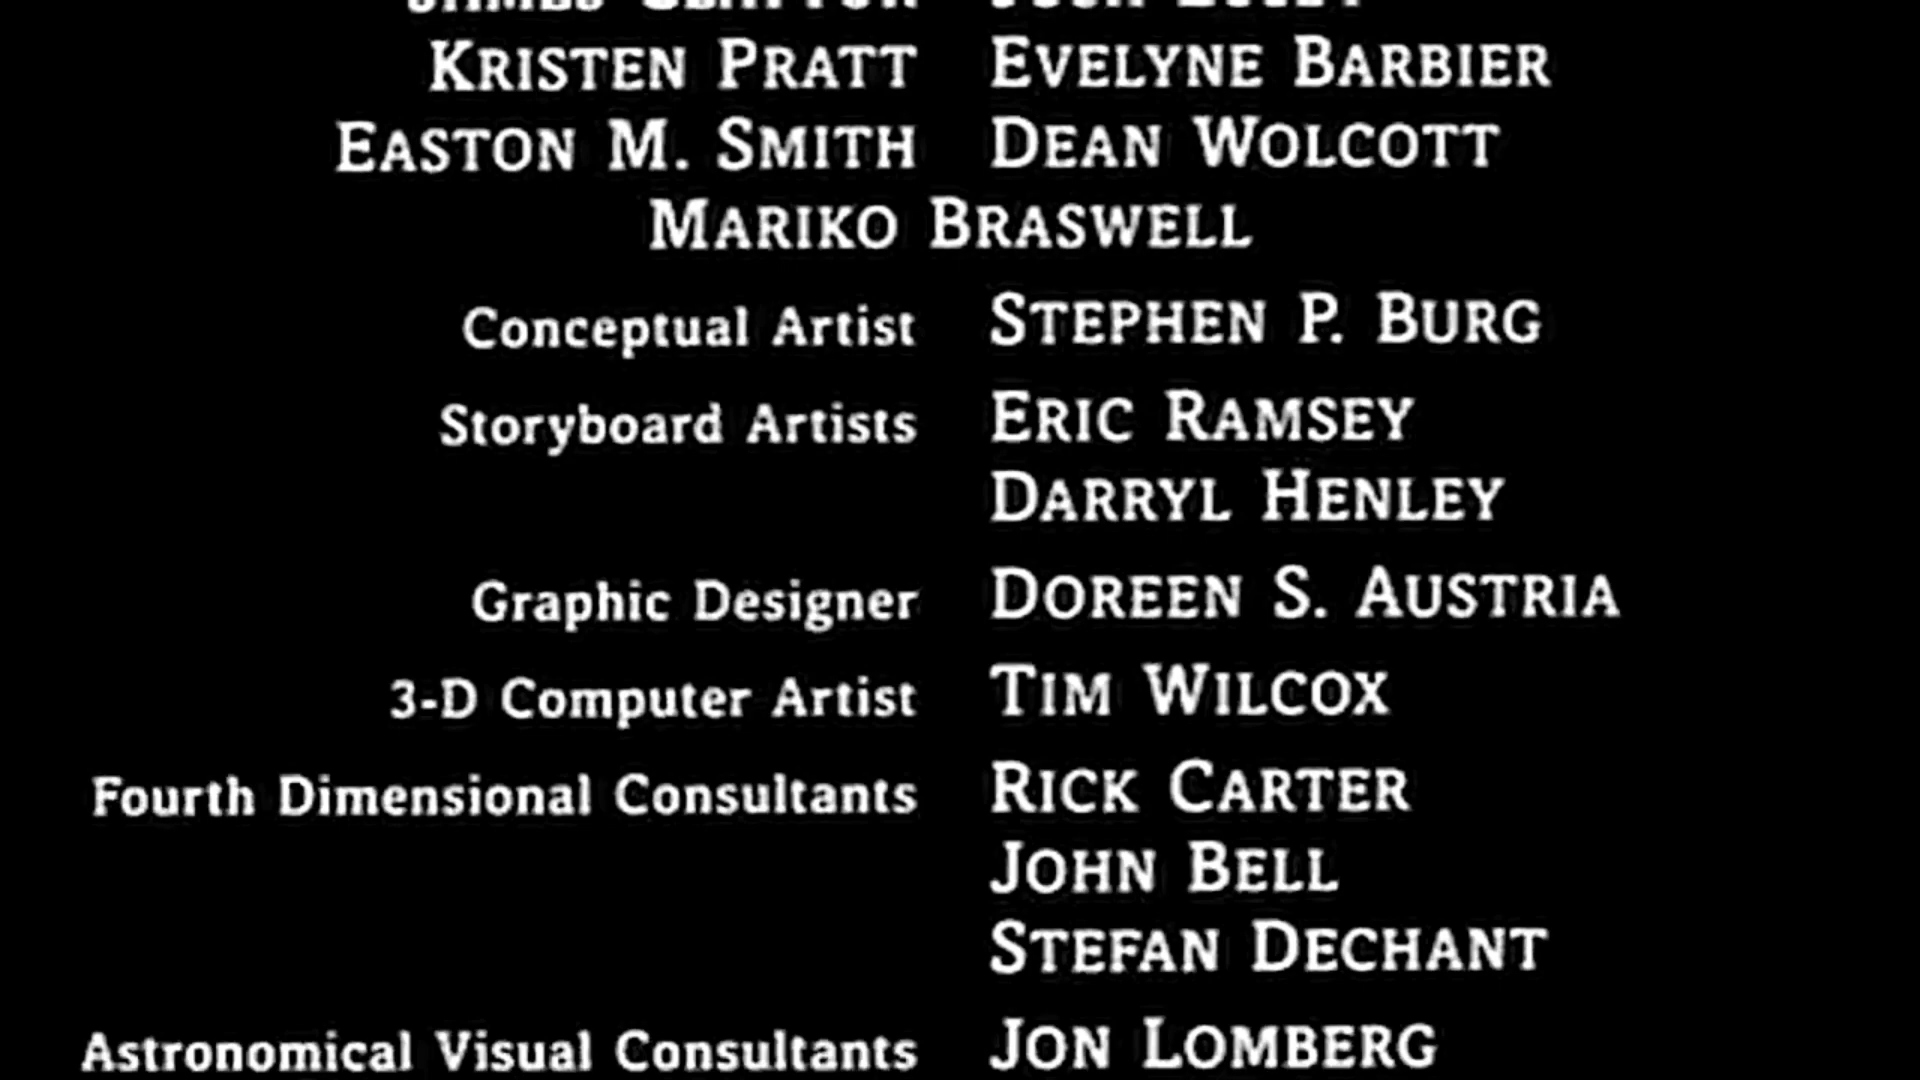 KRISTEN PRATT EVELYNE BARBIER
EASTON M. SMITH DEAN WOLCOTT
MARIKO BRASWELL
Conceptual Artist STEPHEN P. BURG
Storyboard Artists ERIC RAMSEY
DARRYL HENLEY
Graphic Designer DOREEN S. AUSTRIA
3-D Computer Artist TIM WILCOX
Fourth Dimensional Consultants RICK CARTER
JOHN BELL
STEFAN DECHANT
Astronomical Visual Consultants JON LOMBERG